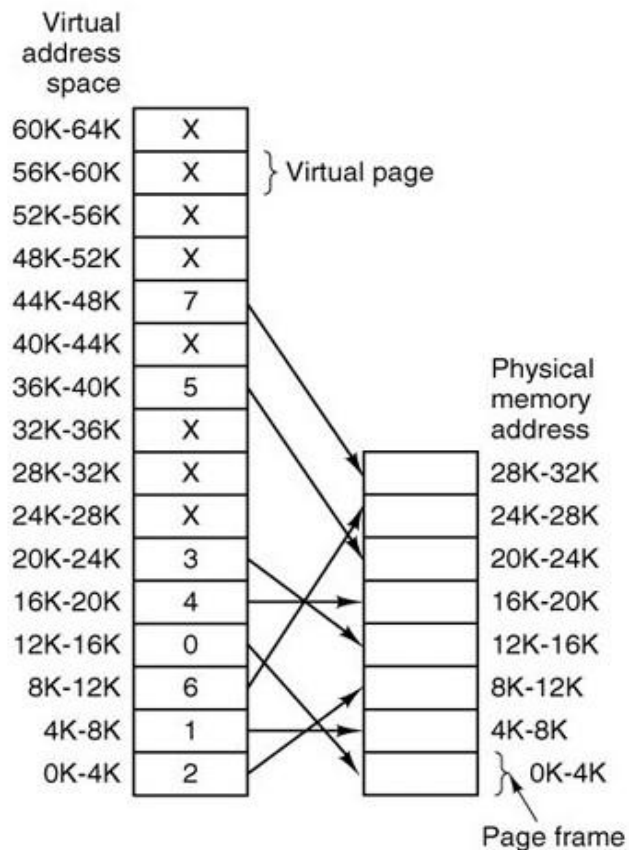 Virtual
address
space
60K-64K X
56K-60K X Virtual page
52K-56K X
48K-52K X
44K-48K 7
40K-44K X
36K-40K 5
Physical
memory
address
32K-36K X
28K-32K X 28K-32K
24K-28K X 24K-28K
20K-24K 3 20K-24K
16K-20K 4 16K-20K
12K-16K 0 12K-16K
8K-12K 6 8K-12K
4K-8K 1 4K-8K
0K-4K 2 0K-4K
Page frame